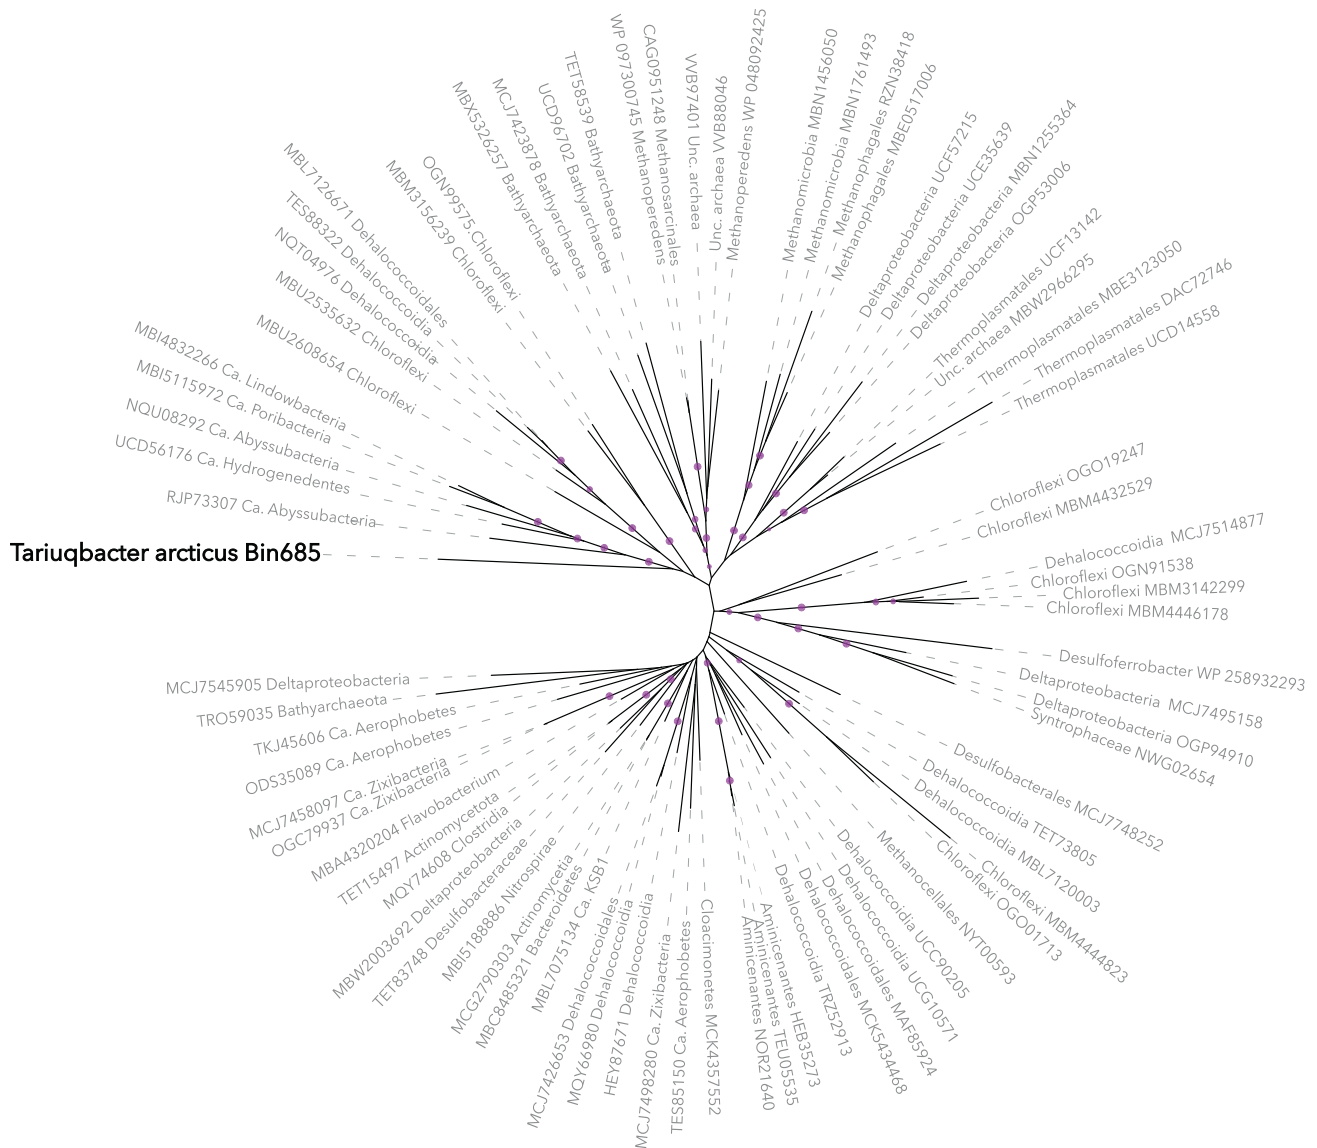 WP 097300745 Methanoperedens
CAG0951248 Methanosarcinales
VVB97401 Unc. archaea
Unc. archaea VVB88046
Methanoperedens WP 048092425
Methanomicrobia MBN1456050
Methanomicrobia MBN1761493
Methanophagales RZN38418
Methanophagales MBE0517006
Deltaproteobacteria UCF57215
Deltaproteobacteria UCE35639
Deltaproteobacteria MBN1255364
Deltaproteobacteria OGP53006
Thermoplasmatales UCF13142
Unc. archaea MBW2966295
Thermoplasmatales MBE3123050
Thermoplasmatales DAC72746
Thermoplasmatales UCD14558
Chloroflexi OGO19247
Chloroflexi MBM4432529
Dehalococcoidia MCJ7514877
Chloroflexi OGN91538
Chloroflexi MBM3142299
Chloroflexi MBM4446178
Desulfoferrobacter WP 258932293
Deltaproteobacteria MCJ7495158
Deltaproteobacteria OGP94910
Syntrophaceae NWG02654
Desulfobacterales MCJ7748252
Dehalococcoidia TET73805
Dehalococcoidia MBL7120003
Chloroflexi MBM4444823
Chloroflexi OGO01713
Methanocellales NYT00593
Dehalococcoidia UCC90205
Dehalococcoidia UCG10571
Dehalococcoidales MAF85924
Dehalococcoidales MCK5434468
Dehalococcoidia TRZ52913
Aminicenantes HEB35273
Aminicenantes TEU05535
Aminicenantes NOR21640
Cloacimonetes MCK4357552
TES85150 Ca. Aerophobetes
MCJ7498280 Ca. Zixibacteria
HEY87671 Dehalococcoidia
MQY66980 Dehalococcoidia
MCJ7426653 Dehalococcoidales
MBL7075134 Ca. KSB1
MBC8485321 Bacteroidetes
MCG2790303 Actinomycetia
MBI5188886 Nitrospirae
TET83748 Desulfobacteraceae
MBW2003692 Deltaproteobacteria
MQY74608 Clostridia
TET15497 Actinomycetota
MBA4320204 Flavobacterium
OGC79937 Ca. Zixibacteria
MCJ7458097 Ca. Zixibacteria
ODS35089 Ca. Aerophobetes
TKJ45606 Ca. Aerophobetes
TRO59035 Bathyarchaeota
MCJ7545905 Deltaproteobacteria
Tariuqbacter arcticus Bin685
RJP73307 Ca. Abyssubacteria
UCD56176 Ca. Hydrogenedentes
NQU08292 Ca. Abyssubacteria
MBI5115972 Ca. Poribacteria
MBI4832266 Ca. Lindowbacteria
MBU2608654 Chloroflexi
MBU2535632 Chloroflexi
NOT04976 Dehalococcoidia
TES88322 Dehalococcoidia
MBL7126671 Dehalococcoidales
MBM3156239 Chloroflexi
OGN99575 Chloroflexi
MBX5326257 Bathyarchaeota
MCJ7423878 Bathyarchaeota
UCD96702 Bathyarchaeota
TET58539 Bathyarchaeota